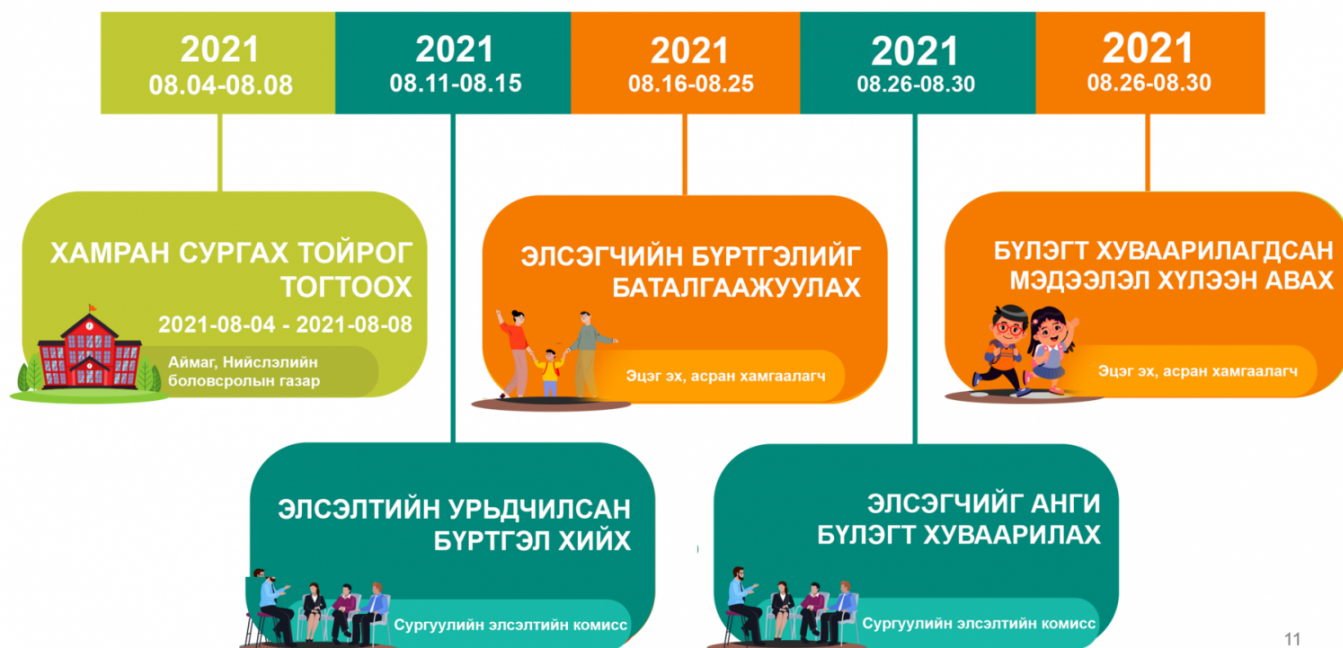 2021
08.04-08.08
2021
08.11-08.15
2021
08.16-08.25
2021
08.26-08.30
2021
08.26-08.30
ХАМРАН СУРГАХ ТОЙРОГ
ТОГТООХ
2021-08-04 - 2021-08-08
Аймаг, Нийслэлийн
боловсролын газар
ЭЛСЭГЧИЙН БҮРТГЭЛИЙГ
БАТАЛГААЖУУЛАХ
Эцэг эх, асран хамгаалагч
БҮЛЭГТ ХУВААРИЛАГДСАН
МЭДЭЭЛЭЛ ХҮЛЭЭН АВАХ
Эцэг эх, асран хамгаалагч
ЭЛСЭЛТИЙН УРЬДЧИЛСАН
БҮРТГЭЛ ХИЙХ
Сургуулийн элсэлтийн комисс
ЭЛСЭГЧИЙГ АНГИ
БҮЛЭГТ ХУВААРИЛАХ
Сургуулийн элсэлтийн комисс
11